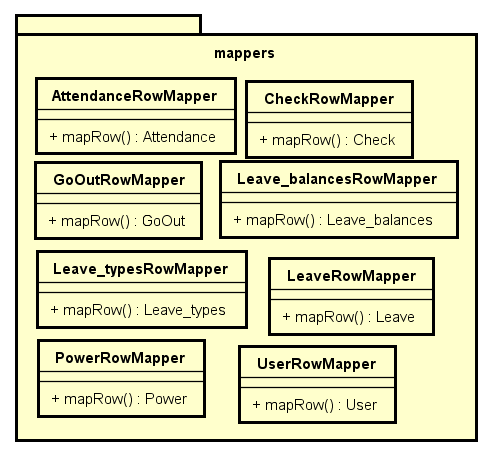 mappers
AttendanceRowMapper
+ mapRow() : Attendance
CheckRowMapper
+ mapRow() : Check
GoOutRowMapper
+ mapRow() : GoOut
Leave_balancesRowMapper
+ mapRow() : Leave_balances
Leave_typesRowMapper
+ mapRow() : Leave_types
LeaveRowMapper
+ mapRow() : Leave
PowerRowMapper
+ mapRow() : Power
UserRowMapper
+ mapRow() : User